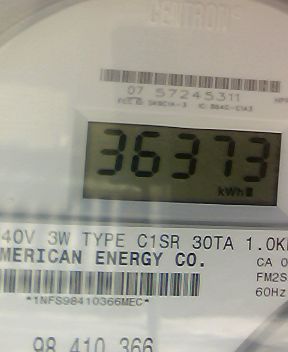 CENTRON
07 57245311
36373
kWh
40V 3W TYPE C1SR 30TA 1.0K
MERICAN ENERGY CO.
CA 0
FM2S
60Hz
*1NFS98410366MEC*
98 410 366